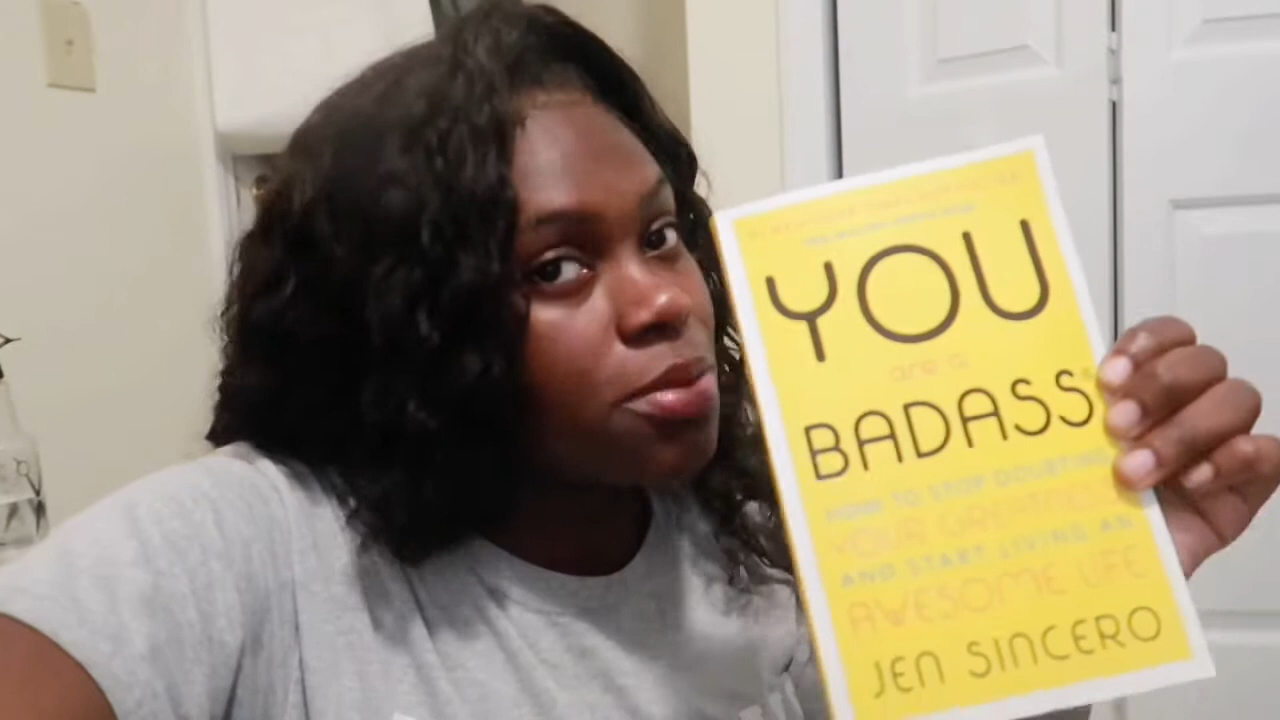 YOU
are a
BADASS®
HOW TO STOP DOUBTING
YOUR GREATNESS
AND START LIVING AN
AWESOME LIFE
JEN SINCERO